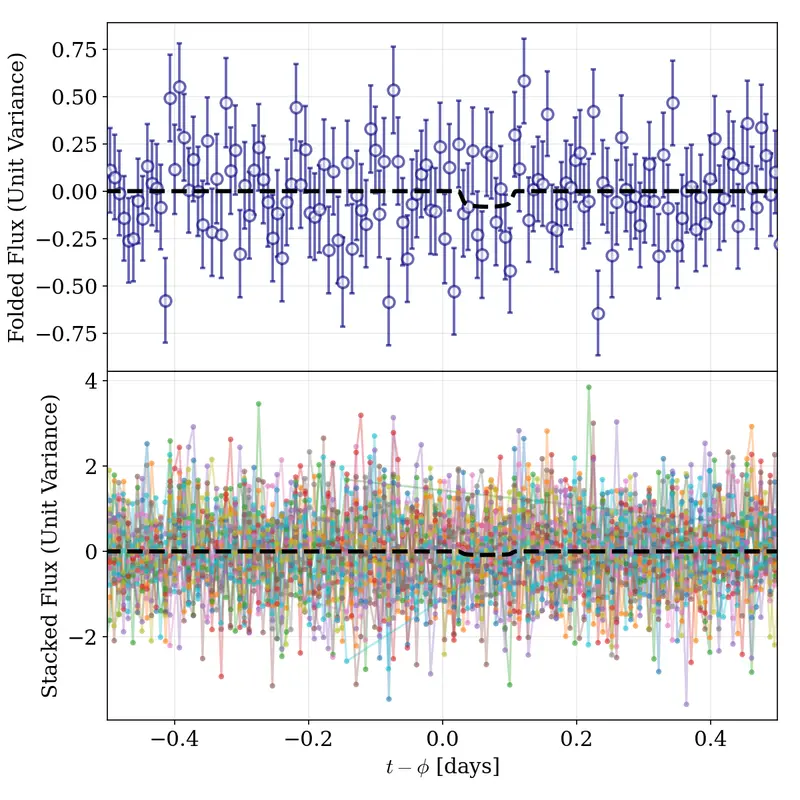 Folded Flux (Unit Variance)
0.75
0.50
0.25
0.00
−0.25
−0.50
−0.75
Stacked Flux (Unit Variance)
4
2
0
−2
−0.4 −0.2 0.0 0.2 0.4
t − ϕ [days]